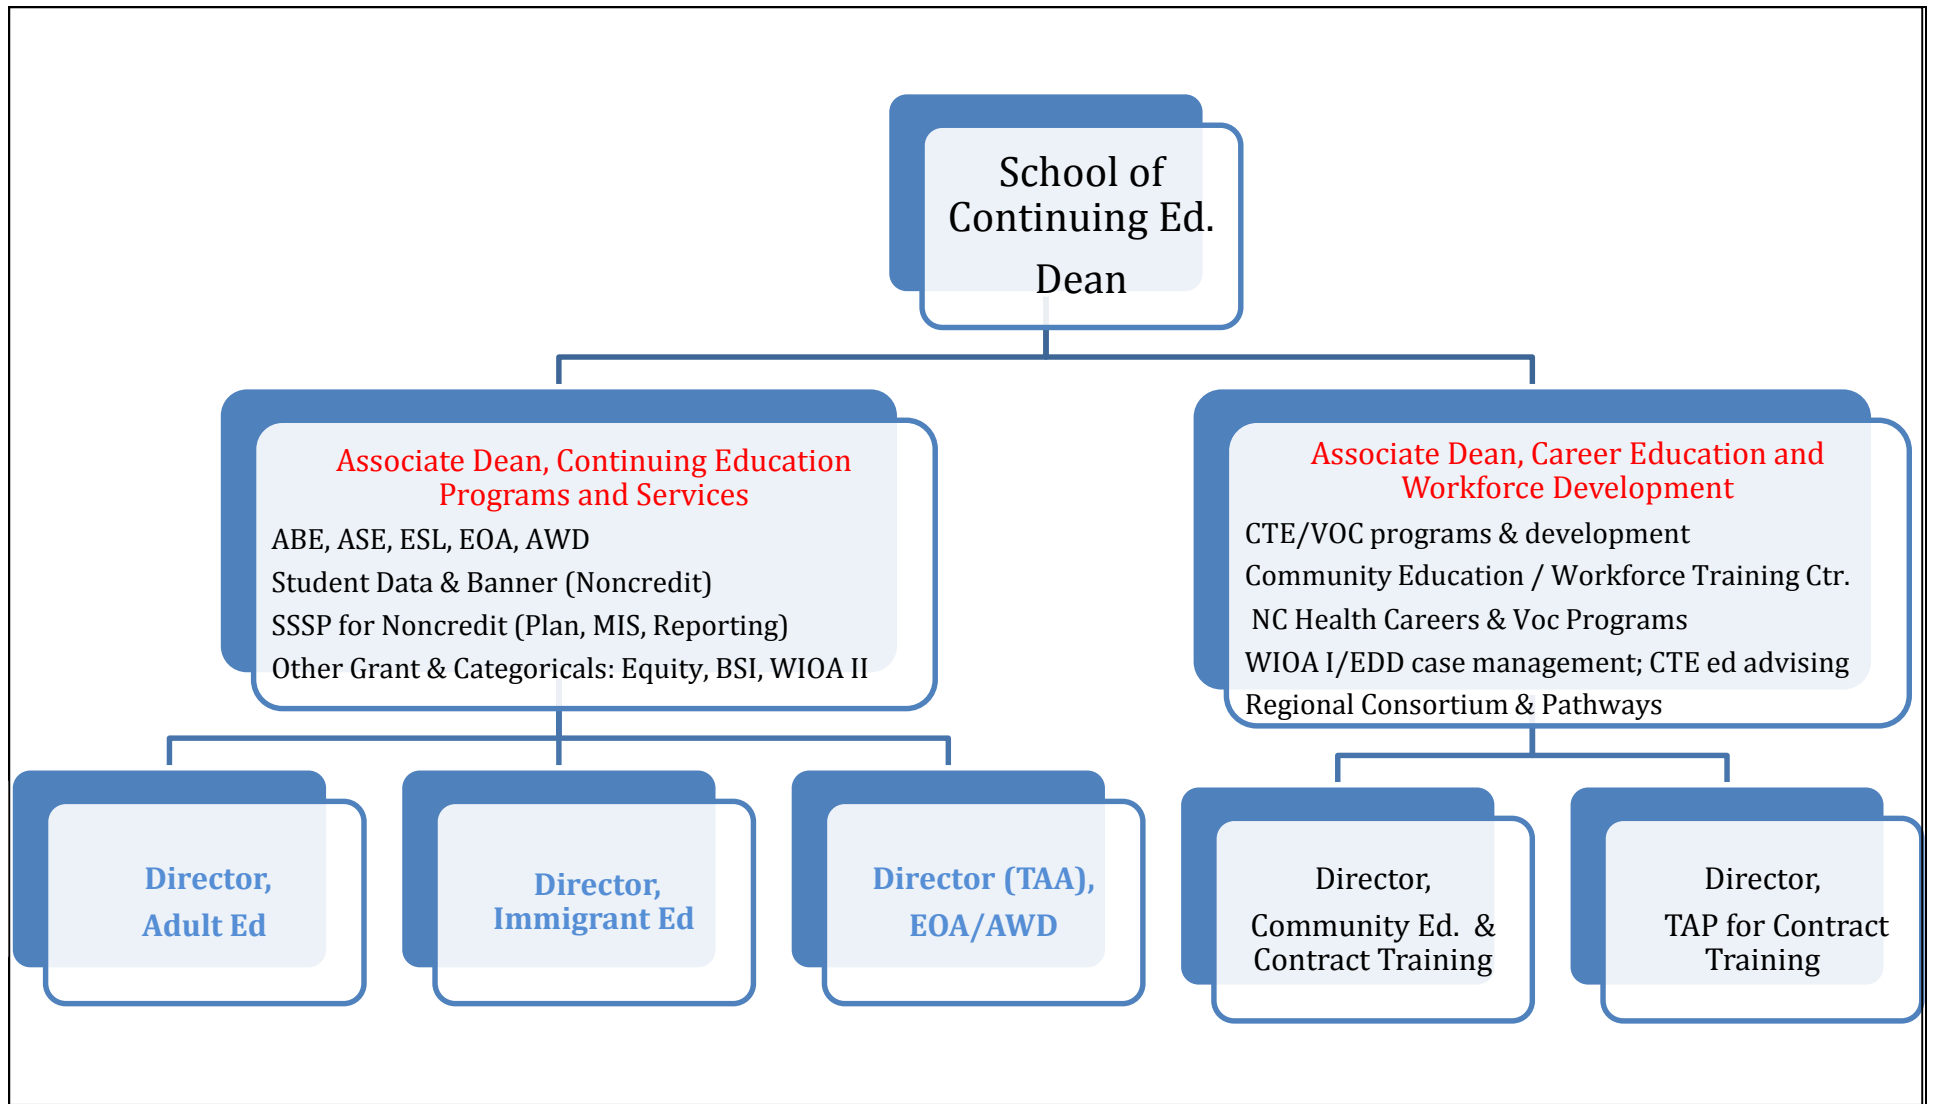 School of
Continuing Ed.
Dean
Associate Dean, Continuing Education
Programs and Services
ABE, ASE, ESL, EOA, AWD
Student Data & Banner (Noncredit)
SSSP for Noncredit (Plan, MIS, Reporting)
Other Grant & Categoricals: Equity, BSI, WIOA II
Associate Dean, Career Education and
Workforce Development
CTE/VOC programs & development
Community Education / Workforce Training Ctr.
NC Health Careers & Voc Programs
WIOA I/EDD case management; CTE ed advising
Regional Consortium & Pathways
Director,
Adult Ed
Director,
Immigrant Ed
Director (TAA),
EOA/AWD
Director,
Community Ed. &
Contract Training
Director,
TAP for Contract
Training